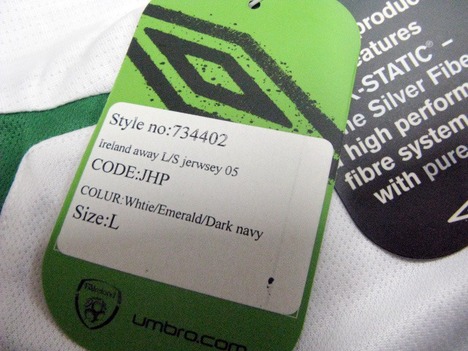 Style no:734402
Ireland away L/S jerwsey 05
CODE:JHP
COLUR:Whtie/Emerald/Dark navy
Size:L
umbro.com
produc
eatures
-STATIC® –
e Silver Fibe
high perform
fibre system
with pure